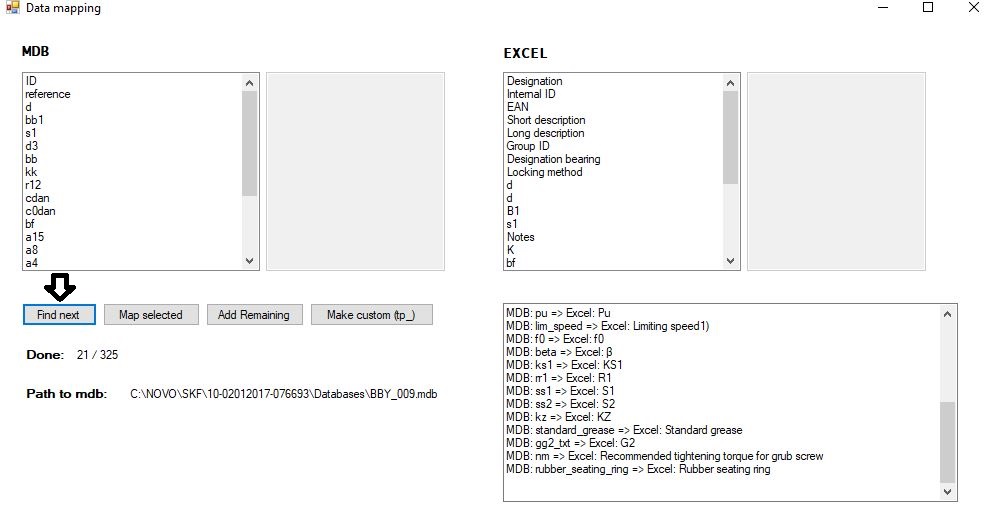 Data mapping
MDB
ID
reference
d
bb1
s1
d3
bb
kk
r12
cdan
c0dan
bf
a15
a8
a4
EXCEL
Designation
Internal ID
EAN
Short description
Long description
Group ID
Designation bearing
Locking method
d
d
B1
s1
Notes
K
bf
Find next
Map selected
Add Remaining
Make custom (tp_)
Done: 21 / 325
Path to mdb: C:\NOVO\SKF\10-02012017-076693\Databases\BBY_009.mdb
MDB: pu => Excel: Pu
MDB: lim_speed => Excel: Limiting speed1)
MDB: f0 => Excel: f0
MDB: beta => Excel: β
MDB: ks1 => Excel: KS1
MDB: rr1 => Excel: R1
MDB: ss1 => Excel: S1
MDB: ss2 => Excel: S2
MDB: kz => Excel: KZ
MDB: standard_grease => Excel: Standard grease
MDB: gg2_txt => Excel: G2
MDB: nm => Excel: Recommended tightening torque for grub screw
MDB: rubber_seating_ring => Excel: Rubber seating ring